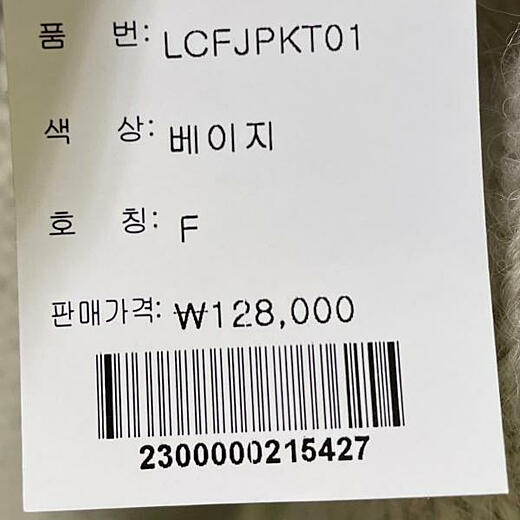 품 번: LCFJPKT01
색 상: 베이지
호 칭: F
판매가격: ₩128,000
2300000215427